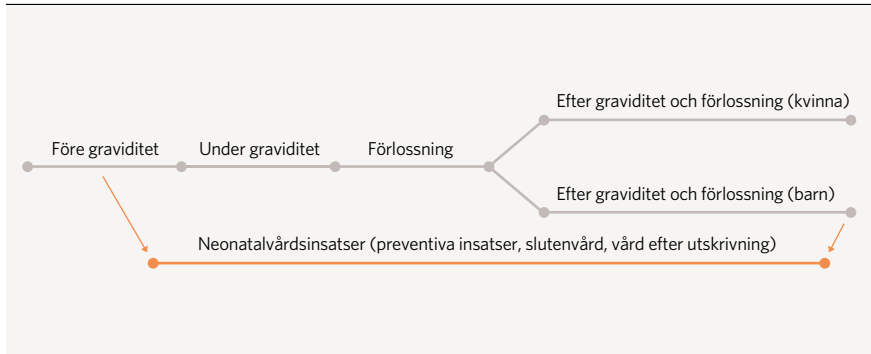 Efter graviditet och förlossning (kvinna)
Före graviditet
Under graviditet
Förlossning
Efter graviditet och förlossning (barn)
Neonatalvårdsinsatser (preventiva insatser, slutenvård, vård efter utskrivning)